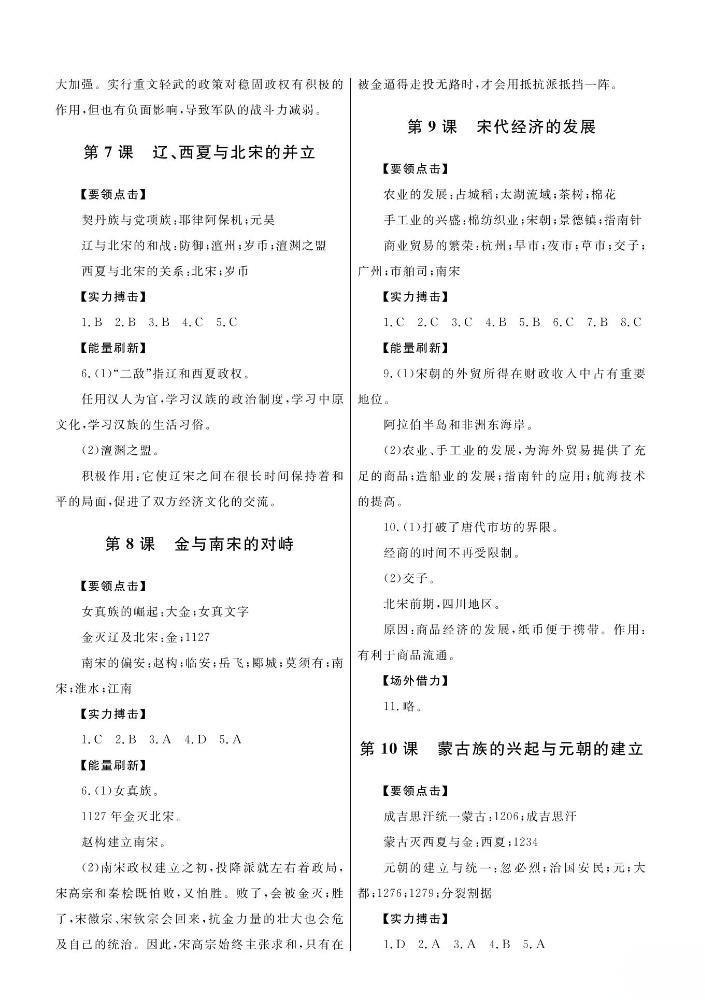 大加强。实行重文轻武的政策对稳固政权有积极的
作用,但也有负面影响,导致军队的战斗力减弱。
第 7 课　辽、西夏与北宋的并立
【要领点击】
契丹族与党项族:耶律阿保机;元昊
辽与北宋的和战:防御;澶州;岁币;澶渊之盟
西夏与北宋的关系:北宋;岁币
【实力搏击】
1. B　2. B　3. B　4. C　5. C
【能量刷新】
6. (1)“二敌”指辽和西夏政权。
任用汉人为官,学习汉族的政治制度,学习中原
文化,学习汉族的生活习俗。
(2)澶渊之盟。
积极作用:它使辽宋之间在很长时间保持着和
平的局面,促进了双方经济文化的交流。
第 8 课　金与南宋的对峙
【要领点击】
女真族的崛起:大金;女真文字
金灭辽及北宋:金;1127
南宋的偏安:赵构;临安;岳飞;郾城;莫须有;南
宋;淮水;江南
【实力搏击】
1. C　2. B　3. A　4. D　5. A
【能量刷新】
6. (1)女真族。
1127 年金灭北宋。
赵构建立南宋。
(2)南宋政权建立之初,投降派就左右着政局,
宋高宗和秦桧既怕败,又怕胜。败了,会被金灭;胜
了,宋徽宗、宋钦宗会回来,抗金力量的壮大也会危
及自己的统治。因此,宋高宗始终主张求和,只有在
被金逼得走投无路时,才会用抵抗派抵挡一阵。
第 9 课　宋代经济的发展
【要领点击】
农业的发展:占城稻;太湖流域;茶树;棉花
手工业的兴盛:棉纺织业;宋朝;景德镇;指南针
商业贸易的繁荣:杭州;早市;夜市;草市;交子;
广州;市舶司;南宋
【实力搏击】
1. C　2. C　3. C　4. B　5. B　6. C　7. B　8. C
【能量刷新】
9. (1)宋朝的外贸所得在财政收入中占有重要
地位。
阿拉伯半岛和非洲东海岸。
(2)农业、手工业的发展,为海外贸易提供了充
足的商品;造船业的发展;指南针的应用;航海技术
的提高。
10. (1)打破了唐代市坊的界限。
经商的时间不再受限制。
(2)交子。
北宋前期,四川地区。
原因:商品经济的发展,纸币便于携带。作用:
有利于商品流通。
【场外借力】
11. 略。
第 10 课　蒙古族的兴起与元朝的建立
【要领点击】
成吉思汗统一蒙古:1206;成吉思汗
蒙古灭西夏与金:西夏;1234
元朝的建立与统一:忽必烈;治国安民;元;大
都;1276;1279;分裂割据
【实力搏击】
1. D　2. A　3. A　4. B　5. A